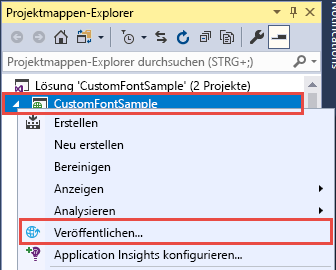 Projektmappen-Explorer
Projektmappen-Explorer durchsuchen (STRG+;)
Lösung 'CustomFontSample' (2 Projekte)
CustomFontSample
Erstellen
Neu erstellen
Bereinigen
Anzeigen
Analysieren
Veröffentlichen...
Application Insights konfigurieren...
Notifications